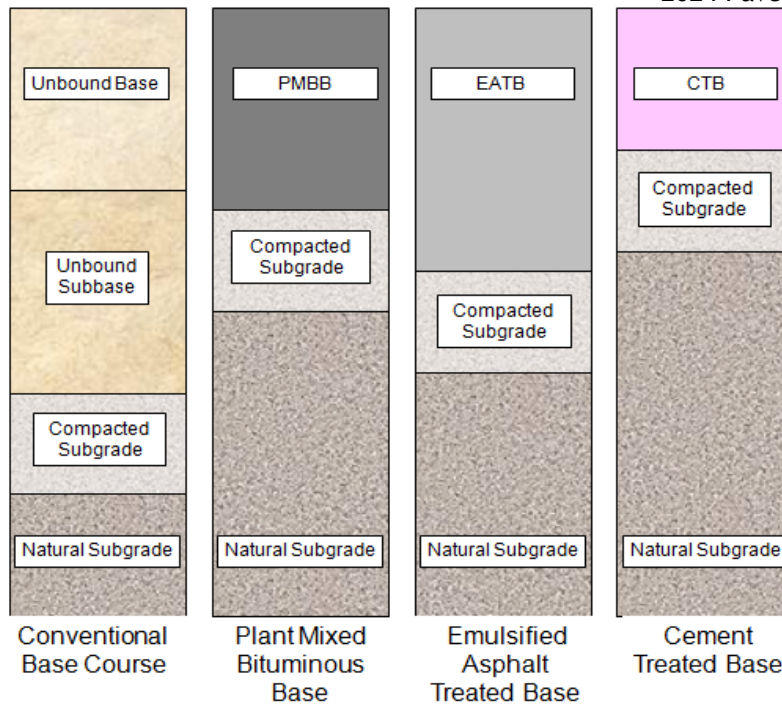 Unbound Base
PMBB
EATB
CTB
Compacted
Subgrade
Compacted
Subgrade
Unbound
Subbase
Compacted
Subgrade
Compacted
Subgrade
Natural Subgrade
Natural Subgrade
Natural Subgrade
Natural Subgrade
Conventional
Base Course
Plant Mixed
Bituminous
Base
Emulsified
Asphalt
Treated Base
Cement
Treated Base